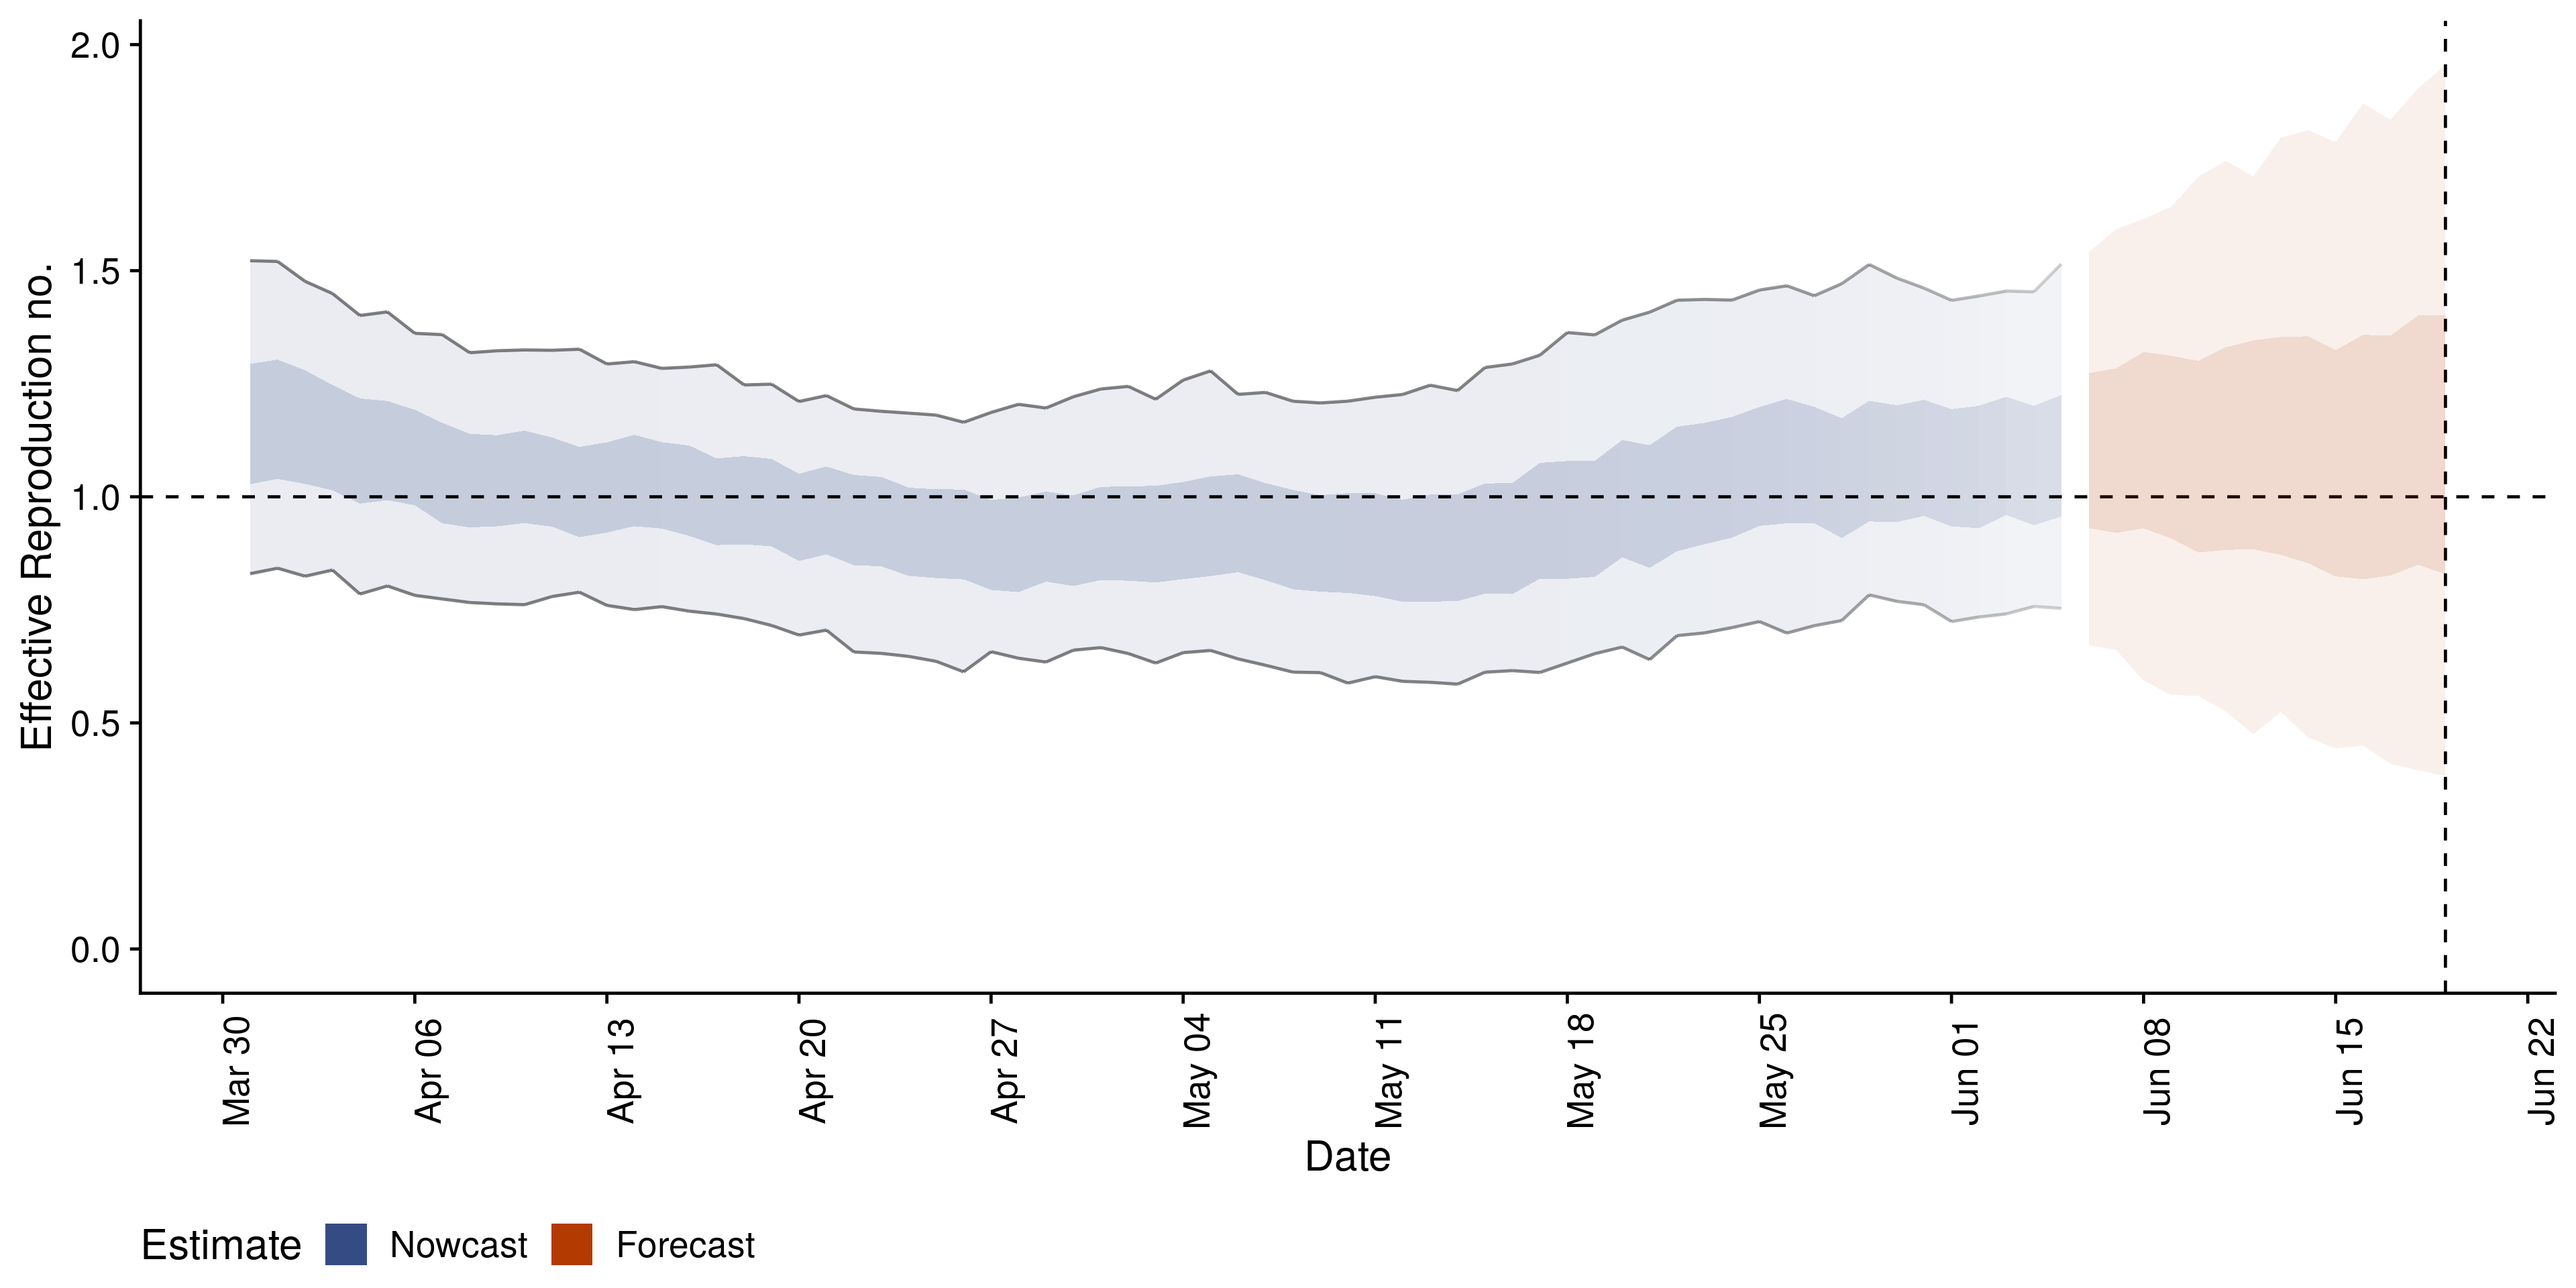 Effective Reproduction no.
2.0
1.5
1.0
0.5
0.0
Mar 30
Apr 06
Apr 13
Apr 20
Apr 27
May 04
May 11
May 18
May 25
Jun 01
Jun 08
Jun 15
Jun 22
Date
Estimate Nowcast Forecast